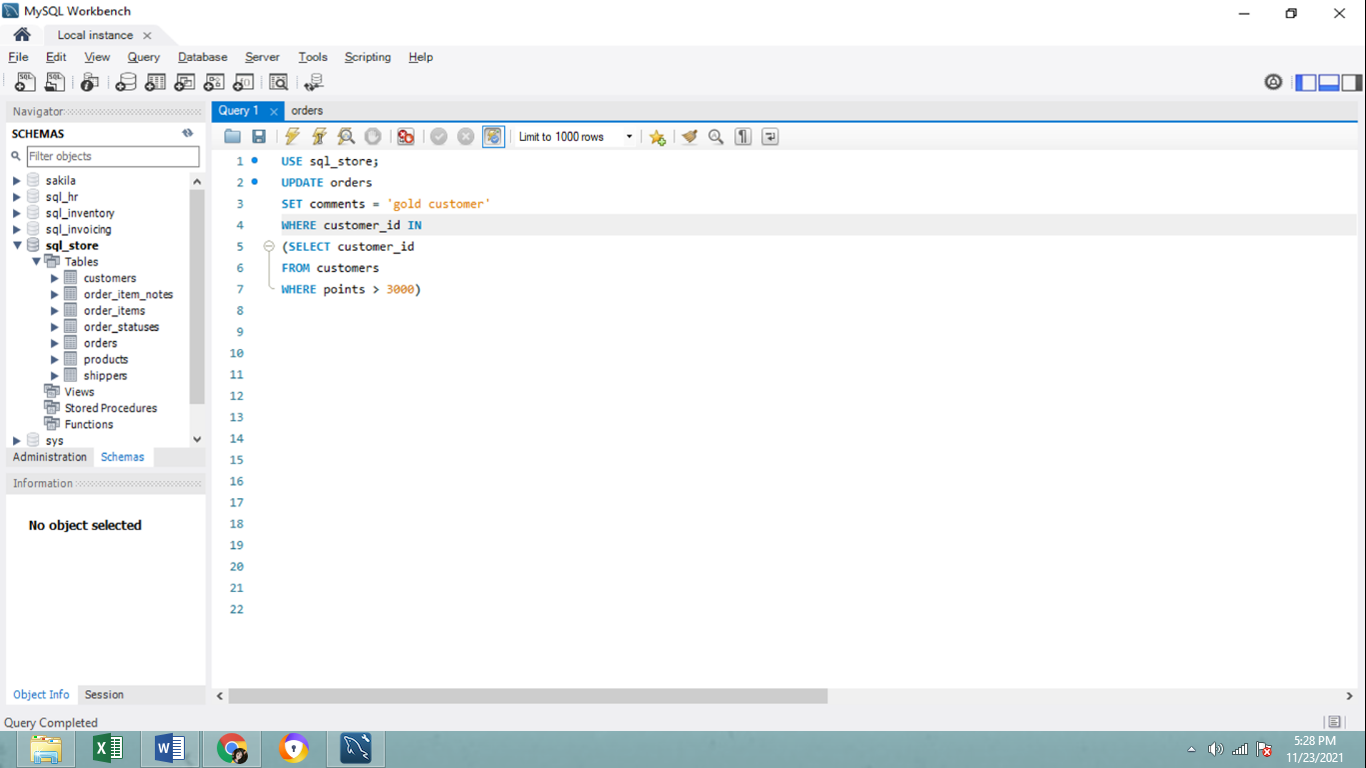 MySQL Workbench
Local instance
File Edit View Query Database Server Tools Scripting Help
Navigator
SCHEMAS
Filter objects
sakila
sql_hr
sql_inventory
sql_invoicing
sql_store
Tables
customers
order_item_notes
order_items
order_statuses
orders
products
shippers
Views
Stored Procedures
Functions
sys
Administration Schemas
Information
No object selected
Object Info Session
Query 1 orders
Limit to 1000 rows
1 USE sql_store;
2 UPDATE orders
3 SET comments = 'gold customer'
4 WHERE customer_id IN
5 (SELECT customer_id
6 FROM customers
7 WHERE points > 3000)
8
9
10
11
12
13
14
15
16
17
18
19
20
21
22
Query Completed
5:28 PM
11/23/2021